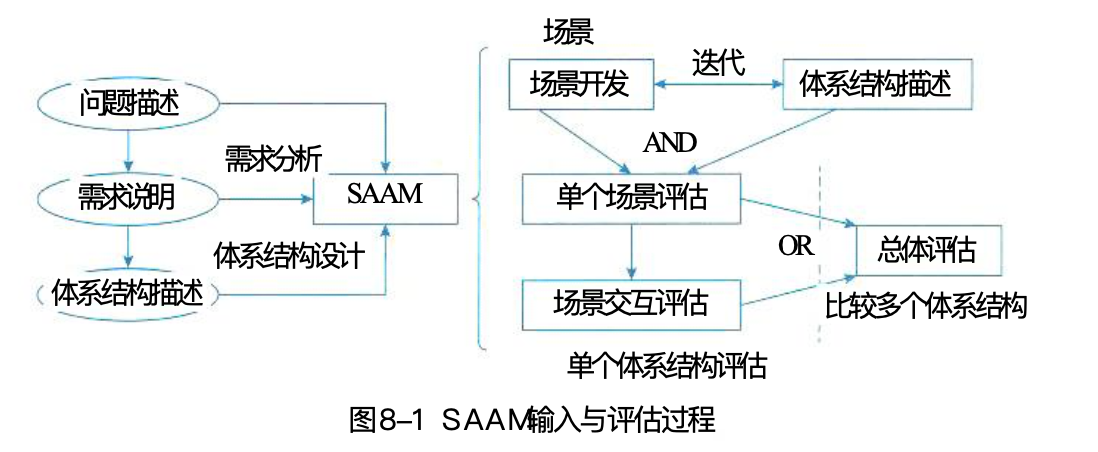 场景
问题描述
场景开发
迭代
体系结构描述
需求分析
AND
需求说明
SAAM
单个场景评估
体系结构设计
OR
总体评估
体系结构描述
场景交互评估
比较多个体系结构
单个体系结构评估
图8–1 SAAM输入与评估过程